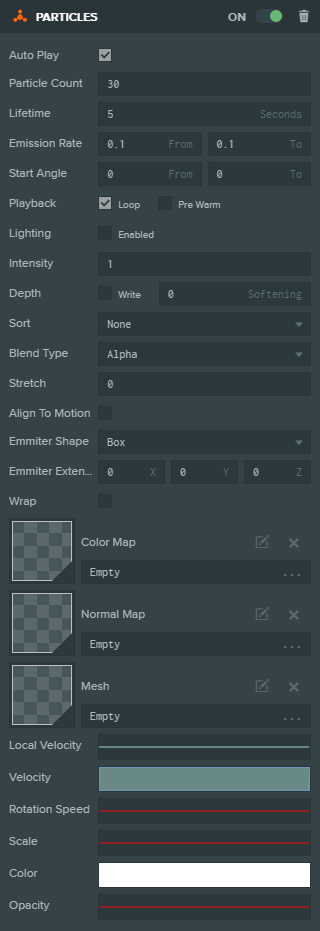 PARTICLES ON
Auto Play
Particle Count 30
Lifetime 5 Seconds
Emission Rate 0.1 From 0.1 To
Start Angle 0 From 0 To
Playback Loop Pre Warm
Lighting Enabled
Intensity 1
Depth Write 0 Softening
Sort None
Blend Type Alpha
Stretch 0
Align To Motion
Emmiter Shape Box
Emmiter Exten... 0 X 0 Y 0 Z
Wrap
Color Map
Empty ...
Normal Map
Empty ...
Mesh
Empty ...
Local Velocity
Velocity
Rotation Speed
Scale
Color
Opacity